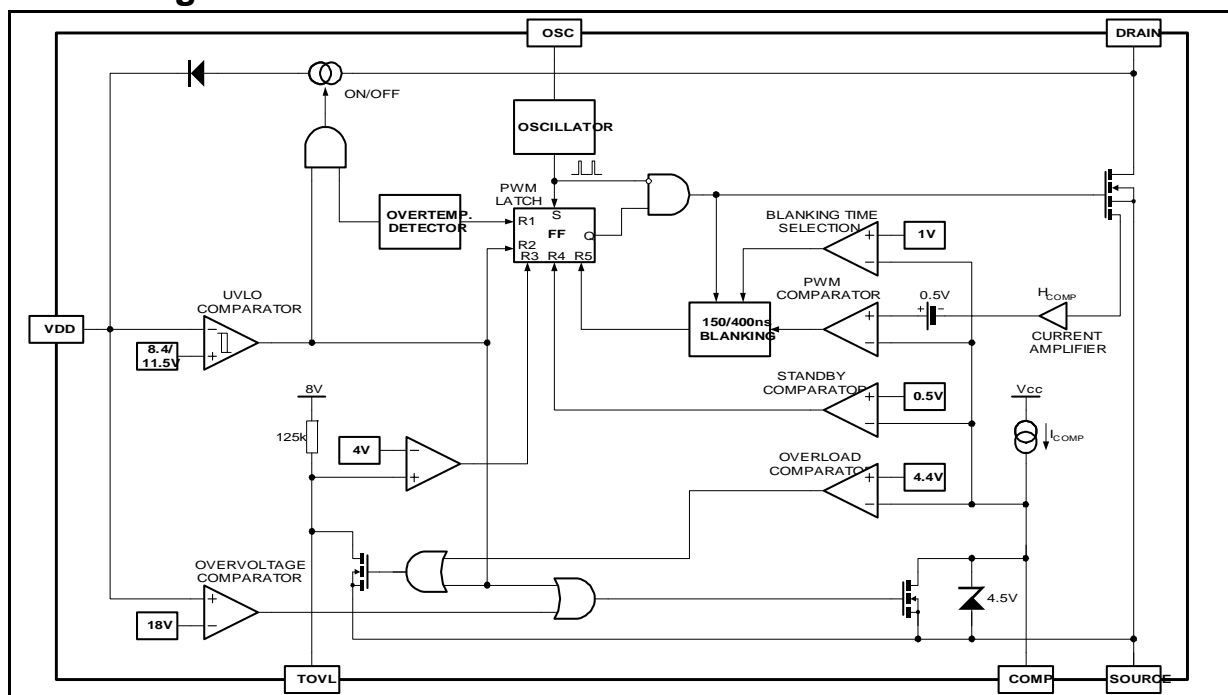 OSC
DRAIN
ON/OFF
OSCILLATOR
PWM
LATCH
OVERTEMP.
DETECTOR
R1
S
FF
Q
R2
R3
R4
R5
BLANKING TIME
SELECTION
1V
UVLO
COMPARATOR
PWM
COMPARATOR
0.5V
+
-
HCOMP
CURRENT
AMPLIFIER
VDD
8.4/
11.5V
150/400ns
BLANKING
STANDBY
COMPARATOR
0.5V
Vcc
8V
125k
4V
ICOMP
OVERLOAD
COMPARATOR
4.4V
OVERVOLTAGE
COMPARATOR
18V
4.5V
TOVL
COMP
SOURCE